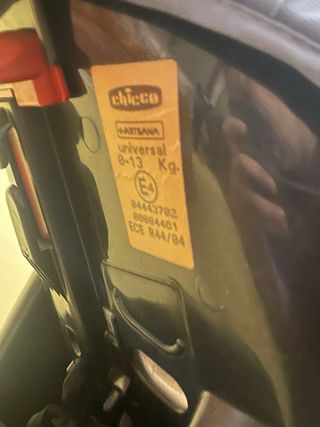 chicco
ARTSANA
universal
0-13 Kg.
E4
04443702
00004401
ECE R44/04